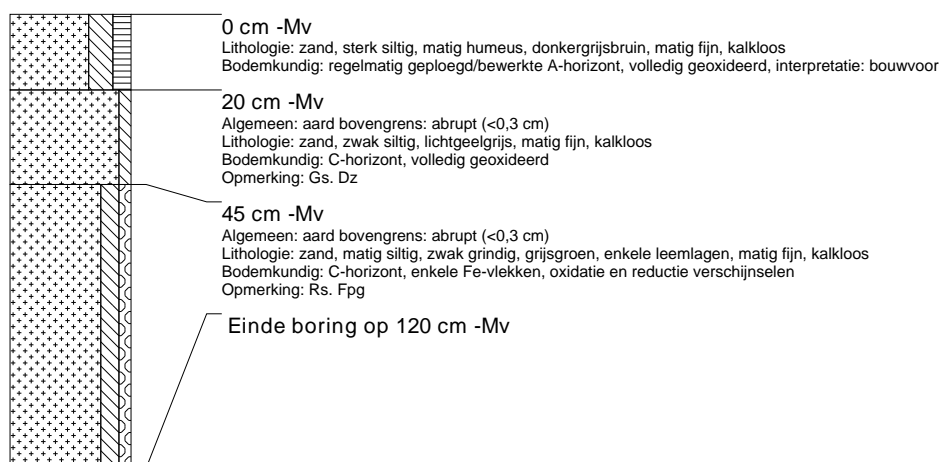 0 cm -Mv
Lithologie: zand, sterk siltig, matig humeus, donkergrijsbruin, matig fijn, kalkloos
Bodemkundig: regelmatig geploegd/bewerkte A-horizont, volledig geoxideerd, interpretatie: bouwvoor
20 cm -Mv
Algemeen: aard bovengrens: abrupt (<0,3 cm)
Lithologie: zand, zwak siltig, lichtgeelgrijs, matig fijn, kalkloos
Bodemkundig: C-horizont, volledig geoxideerd
Opmerking: Gs. Dz
45 cm -Mv
Algemeen: aard bovengrens: abrupt (<0,3 cm)
Lithologie: zand, matig siltig, zwak grindig, grijsgroen, enkele leemlagen, matig fijn, kalkloos
Bodemkundig: C-horizont, enkele Fe-vlekken, oxidatie en reductie verschijnselen
Opmerking: Rs. Fpg
Einde boring op 120 cm -Mv